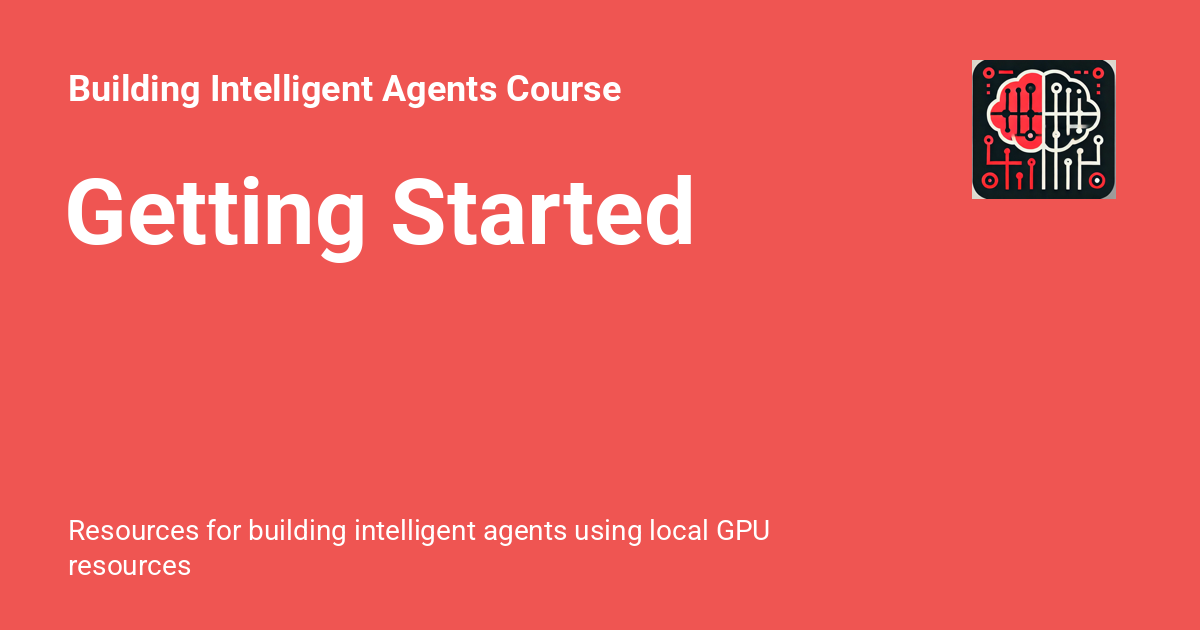 Building Intelligent Agents Course
Getting Started
Resources for building intelligent agents using local GPU
resources